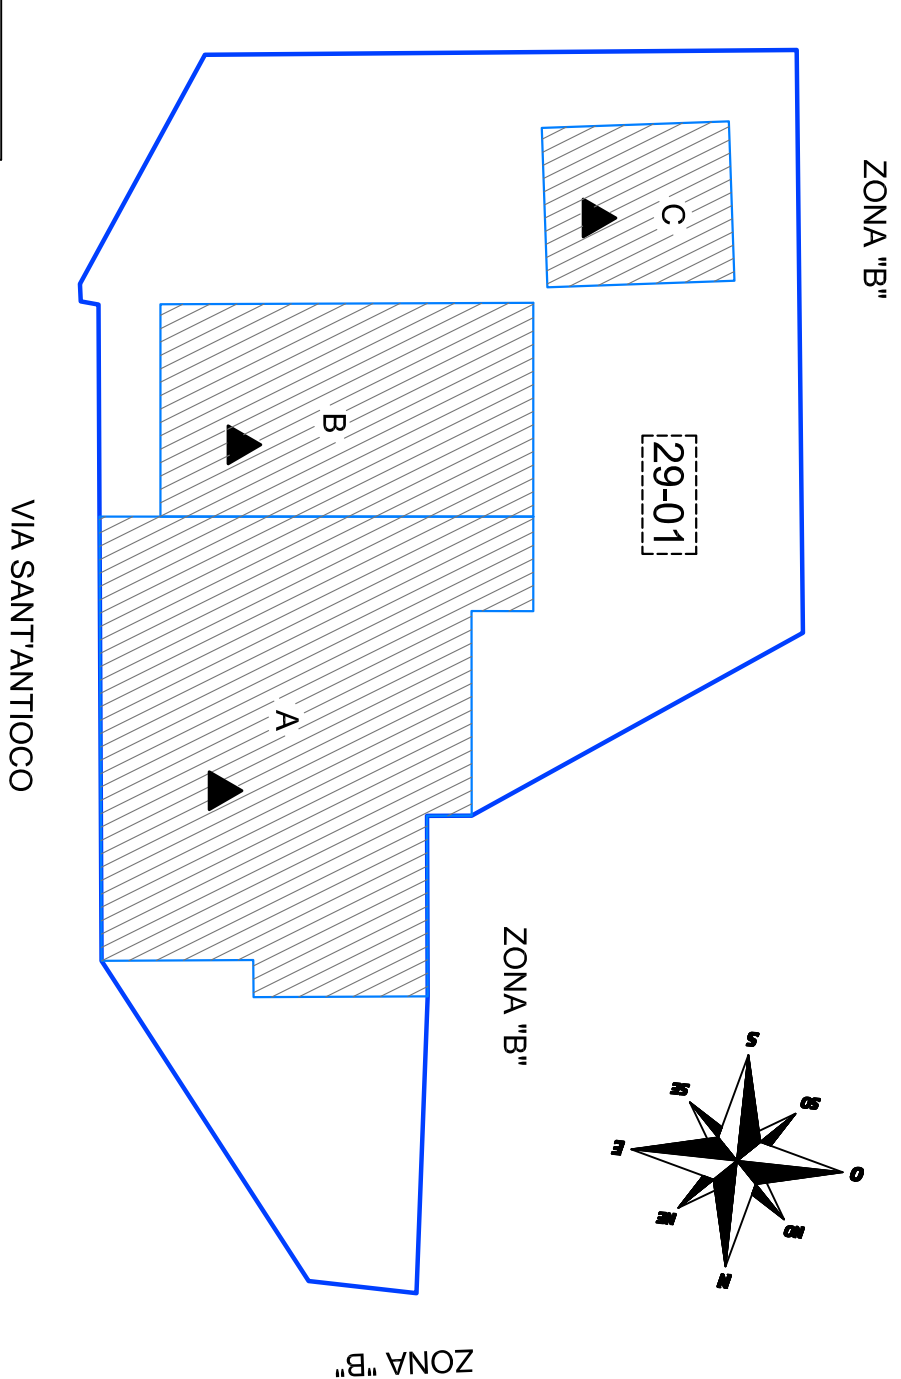 ZONA "B"
C
B
29-01
VIA SANT'ANTIOCO
A
ZONA "B"
S
SO
O
NO
N
NE
E
SE
ZONA "B"